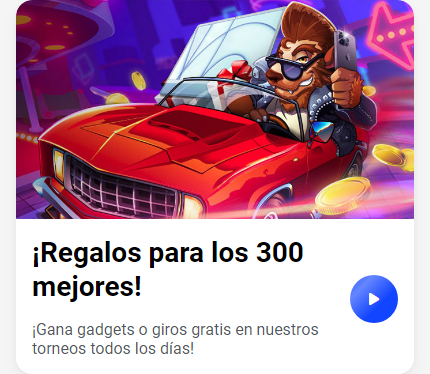 ¡Regalos para los 300
mejores!
¡Gana gadgets o giros gratis en nuestros
torneos todos los días!